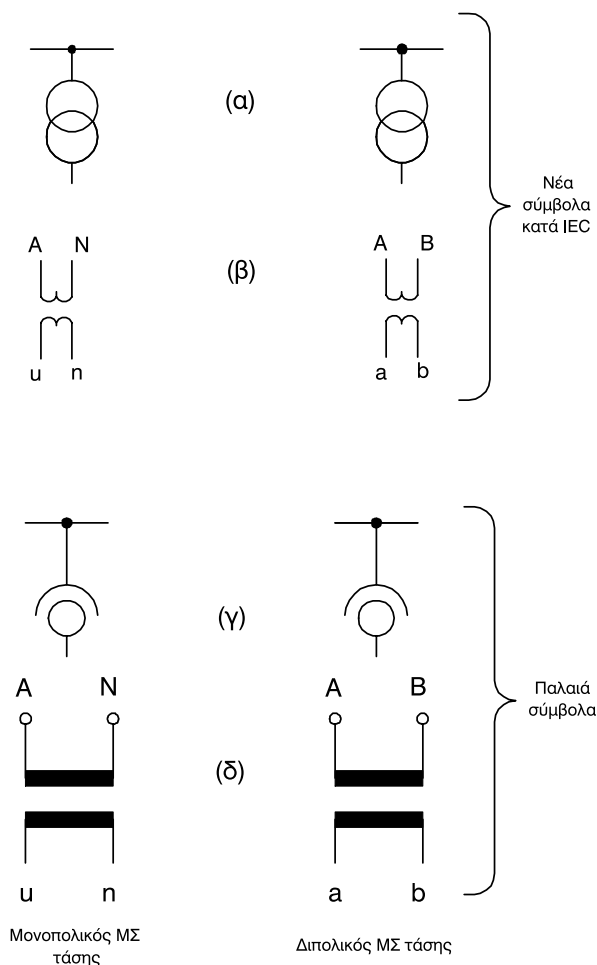 (α)
A N
A B
(β)
u n
a b
Νέα
σύμβολα
κατά IEC
(γ)
A N
A B
(δ)
u n
a b
Παλαιά
σύμβολα
Μονοπολικός ΜΣ
τάσης
Διπολικός ΜΣ τάσης